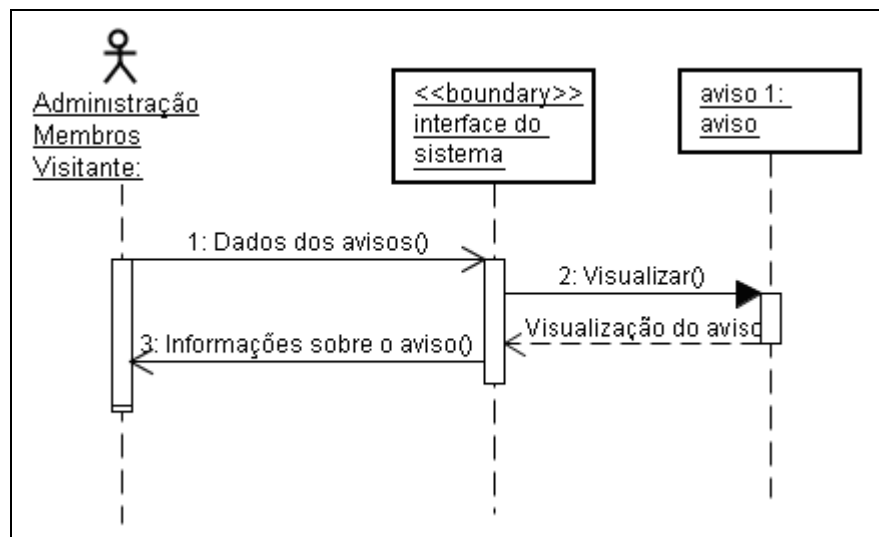 Administração
Membros
Visitante:
<<boundary>>
interface do
sistema
aviso 1:
aviso
1: Dados dos avisos()
2: Visualizar()
Visualização do aviso
3: Informações sobre o aviso()